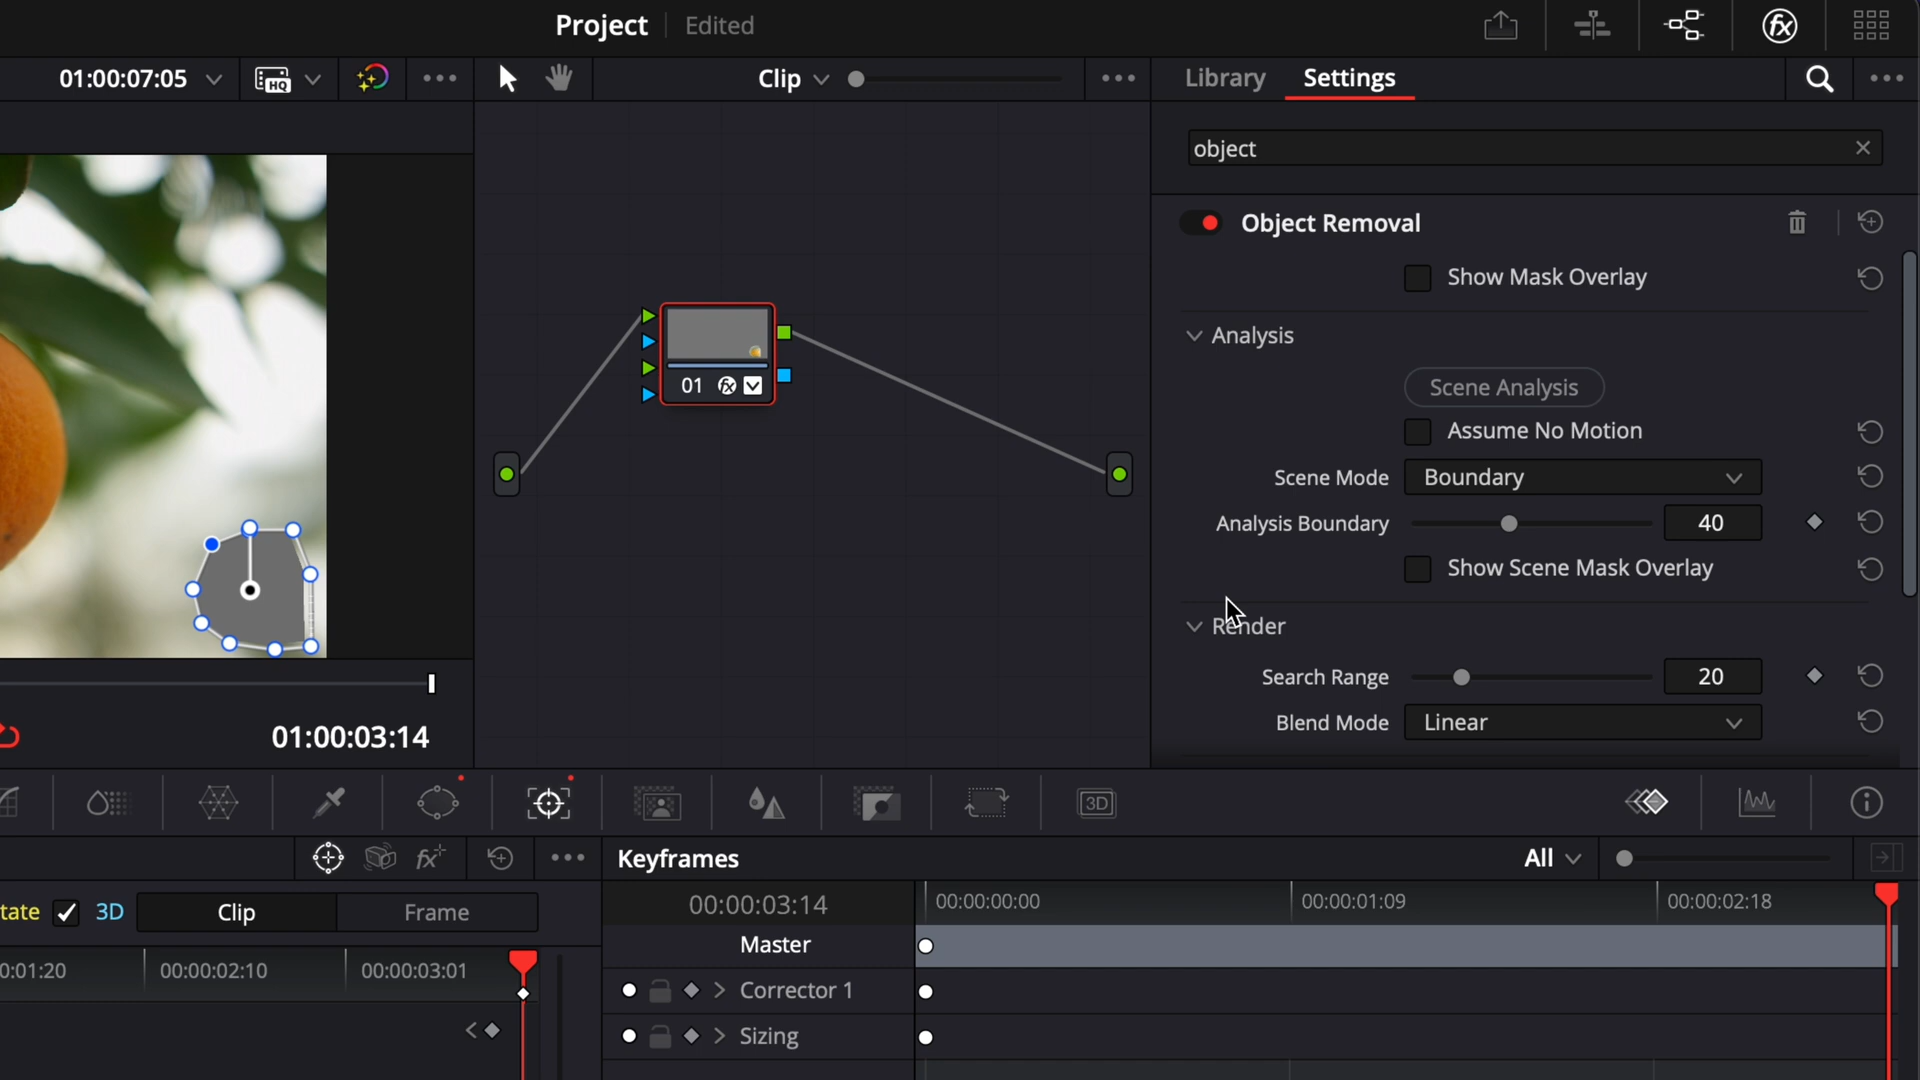 Project
Edited
01:00:07:05
HQ
Clip
Library
Settings
object
Object Removal
Show Mask Overlay
Analysis
Scene Analysis
Assume No Motion
Scene Mode
Boundary
Analysis Boundary
40
Show Scene Mask Overlay
Render
Search Range
20
Blend Mode
Linear
01
fx
01:00:03:14
3D
Keyframes
All
tate
3D
Clip
Frame
00:00:03:14
00:00:00:00
00:00:01:09
00:00:02:18
Master
0:01:20
00:00:02:10
00:00:03:01
Corrector 1
Sizing